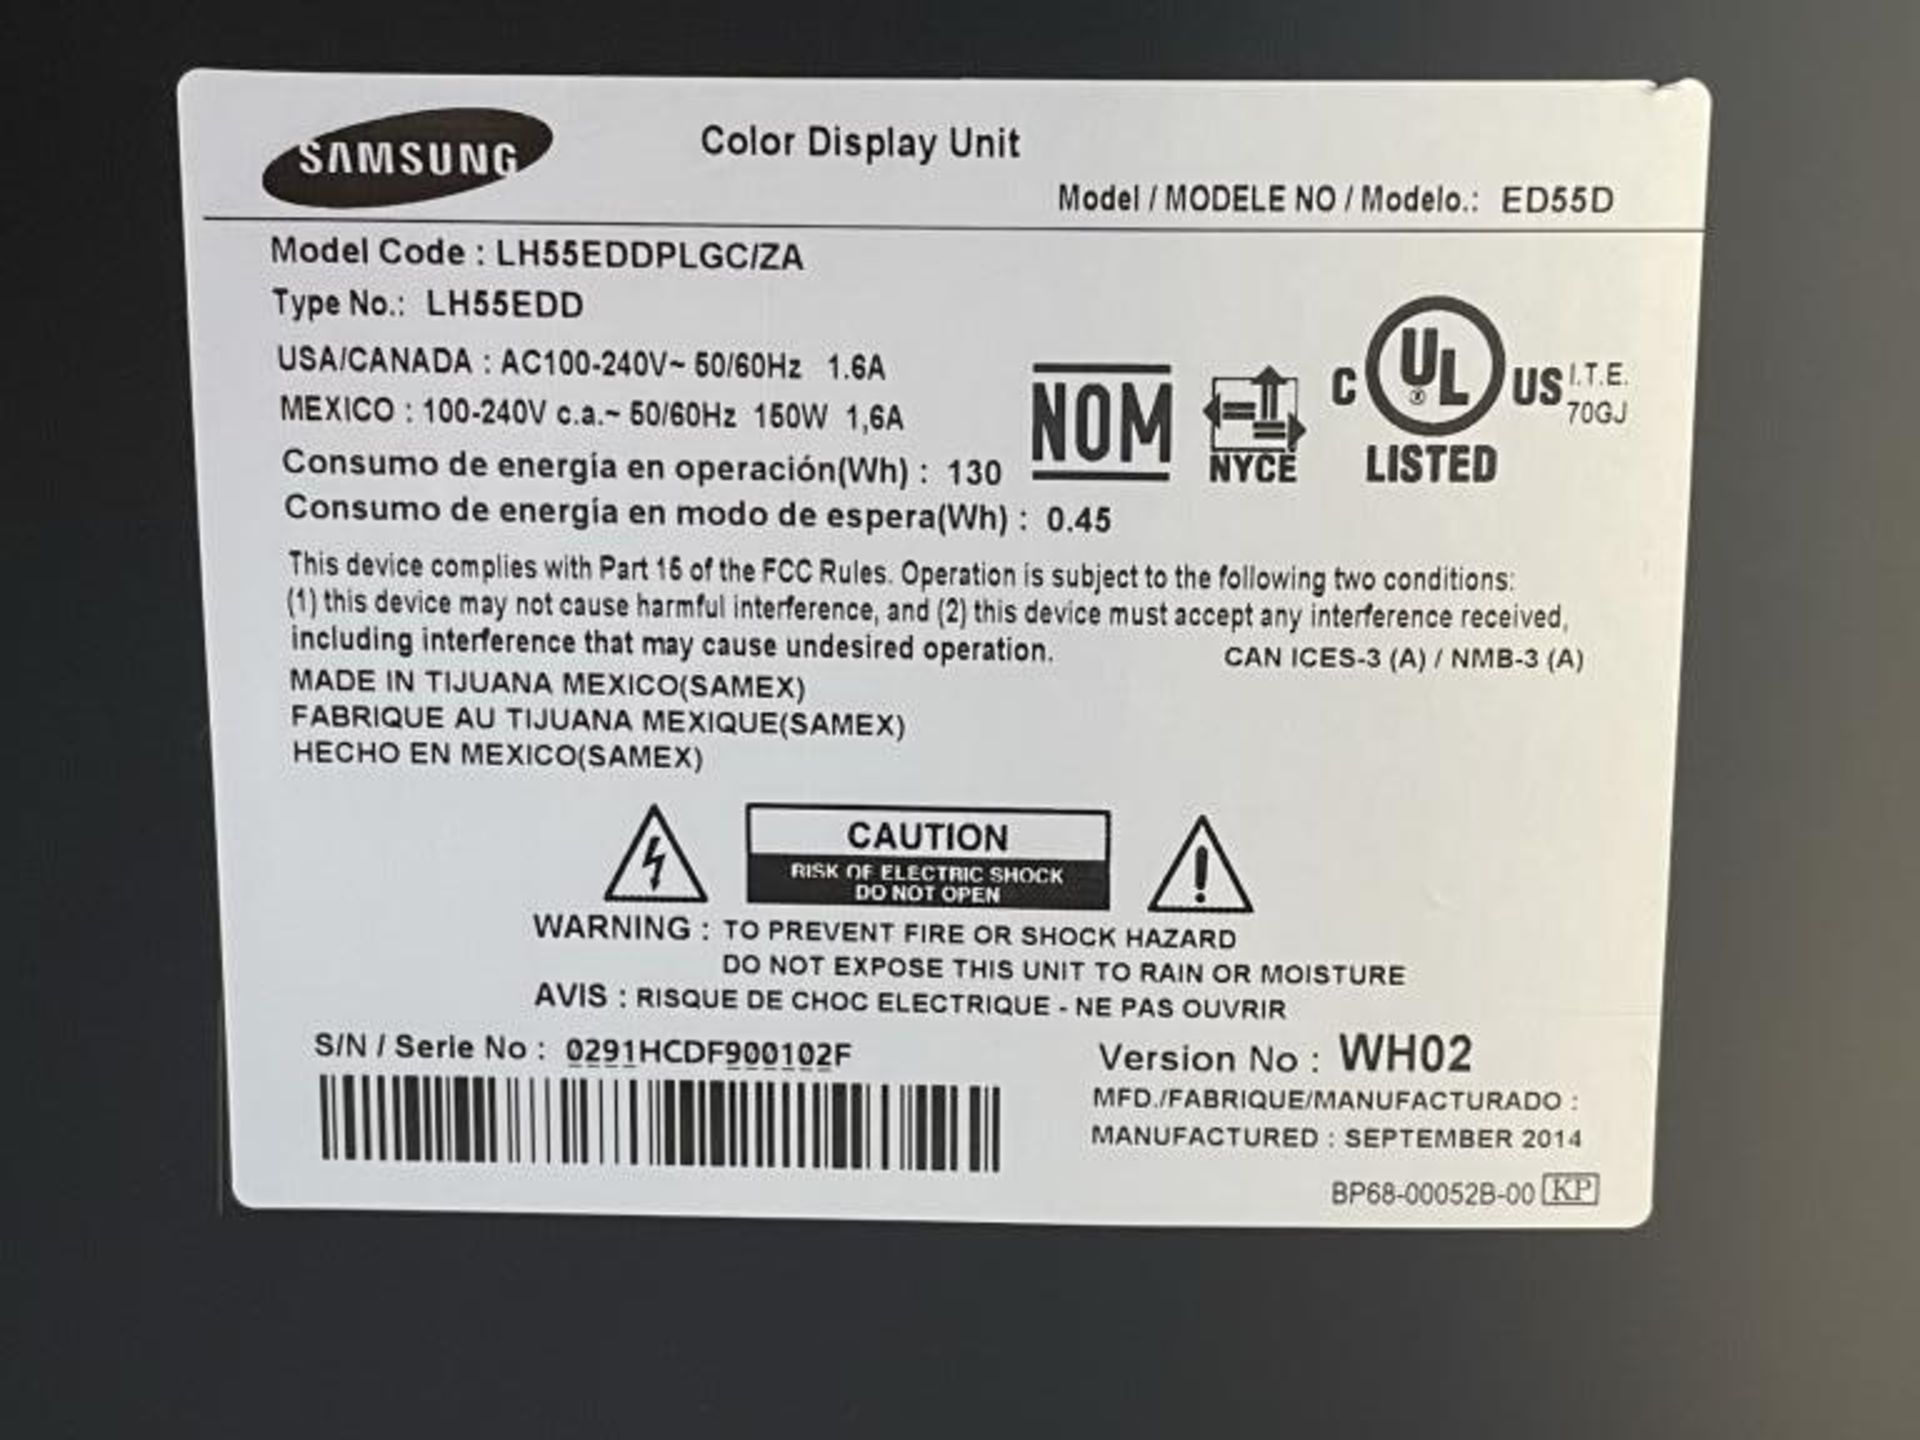 SAMSUNG
Color Display Unit
Model / MODELE NO / Modelo.: ED55D
Model Code : LH55EDDPLGC/ZA
Type No.: LH55EDD
USA/CANADA : AC100-240V~ 50/60Hz 1.6A
MEXICO : 100-240V c.a.~ 50/60Hz 150W 1,6A
Consumo de energía en operación(Wh) : 130
Consumo de energía en modo de espera(Wh) : 0.45
NOM
NYCE
C UL ® US
LISTED
I.T.E.
70GJ
This device complies with Part 15 of the FCC Rules. Operation is subject to the following two conditions:
(1) this device may not cause harmful interference, and (2) this device must accept any interference received,
including interference that may cause undesired operation.
CAN ICES-3 (A) / NMB-3 (A)
MADE IN TIJUANA MEXICO(SAMEX)
FABRIQUE AU TIJUANA MEXIQUE(SAMEX)
HECHO EN MEXICO(SAMEX)
CAUTION
RISK OF ELECTRIC SHOCK
DO NOT OPEN
WARNING : TO PREVENT FIRE OR SHOCK HAZARD
DO NOT EXPOSE THIS UNIT TO RAIN OR MOISTURE
AVIS : RISQUE DE CHOC ELECTRIQUE - NE PAS OUVRIR
S/N / Serie No : 0291HCDF900102F
Version No : WH02
MFD./FABRIQUE/MANUFACTURADO :
MANUFACTURED : SEPTEMBER 2014
BP68-00052B-00 KP